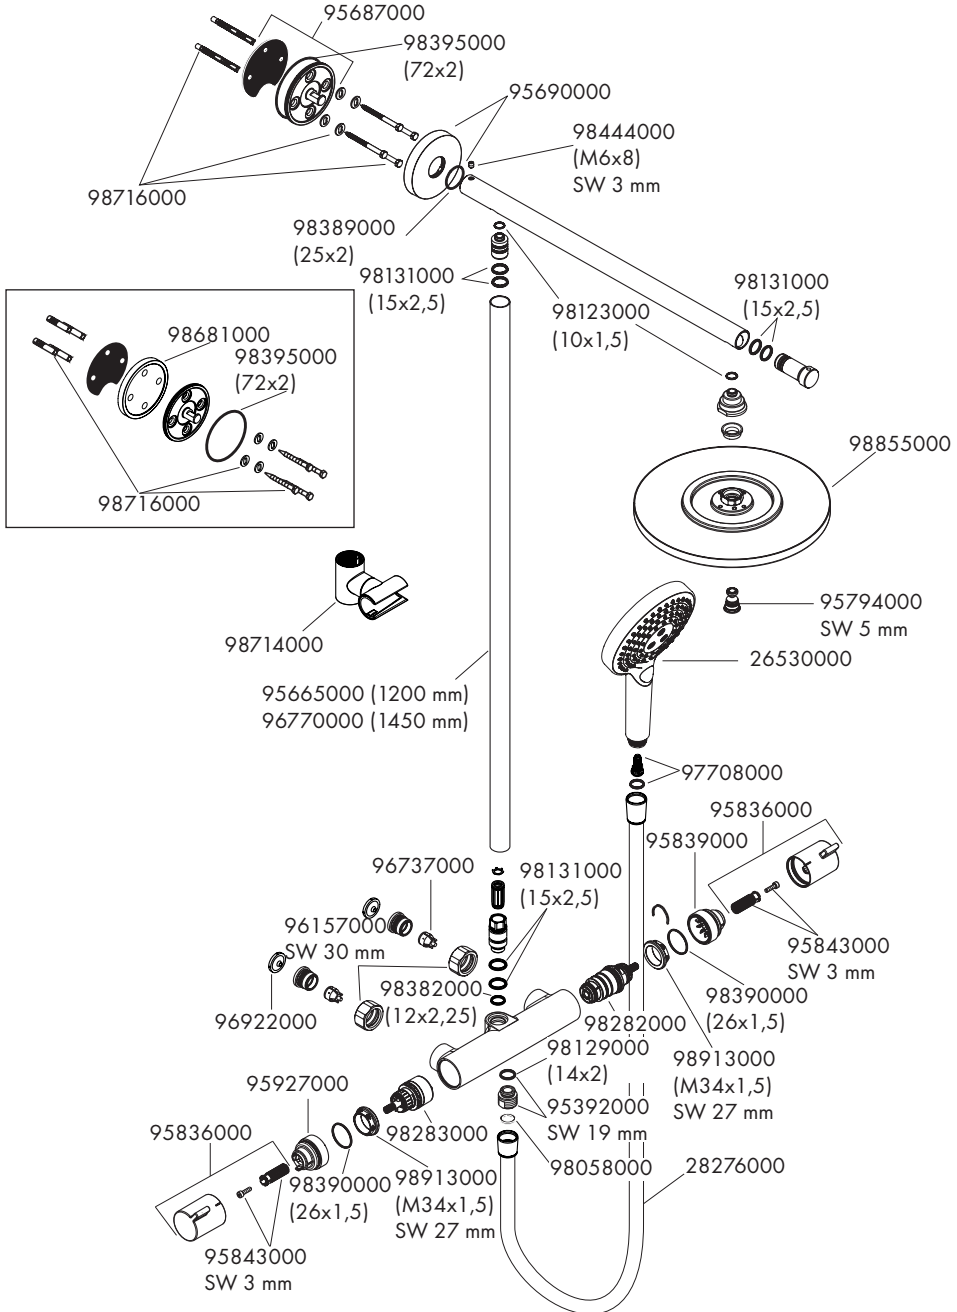 95687000
98395000
(72x2)
95690000
98444000
(M6x8)
SW 3 mm
98716000
98389000
(25x2)
98131000
(15x2,5)
98123000
(10x1,5)
98131000
(15x2,5)
98681000
98395000
(72x2)
98716000
98855000
98714000
95794000
SW 5 mm
26530000
95665000 (1200 mm)
96770000 (1450 mm)
97708000
95836000
95839000
96737000
98131000
(15x2,5)
96157000
SW 30 mm
95843000
SW 3 mm
98382000
(12x2,25)
98390000
(26x1,5)
96922000
98282000
98129000
(14x2)
98913000
(M34x1,5)
SW 27 mm
95927000
95392000
SW 19 mm
95836000
98283000
98058000
28276000
98390000
(26x1,5)
98913000
(M34x1,5)
SW 27 mm
95843000
SW 3 mm